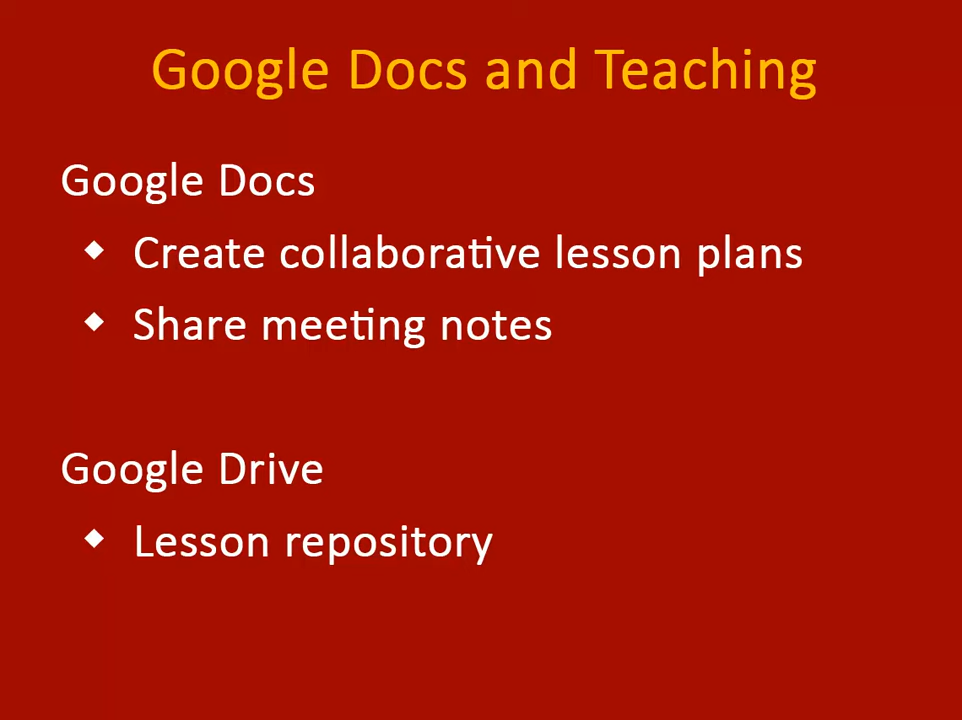 Google Docs and Teaching
Google Docs
◆ Create collaborative lesson plans
◆ Share meeting notes
Google Drive
◆ Lesson repository